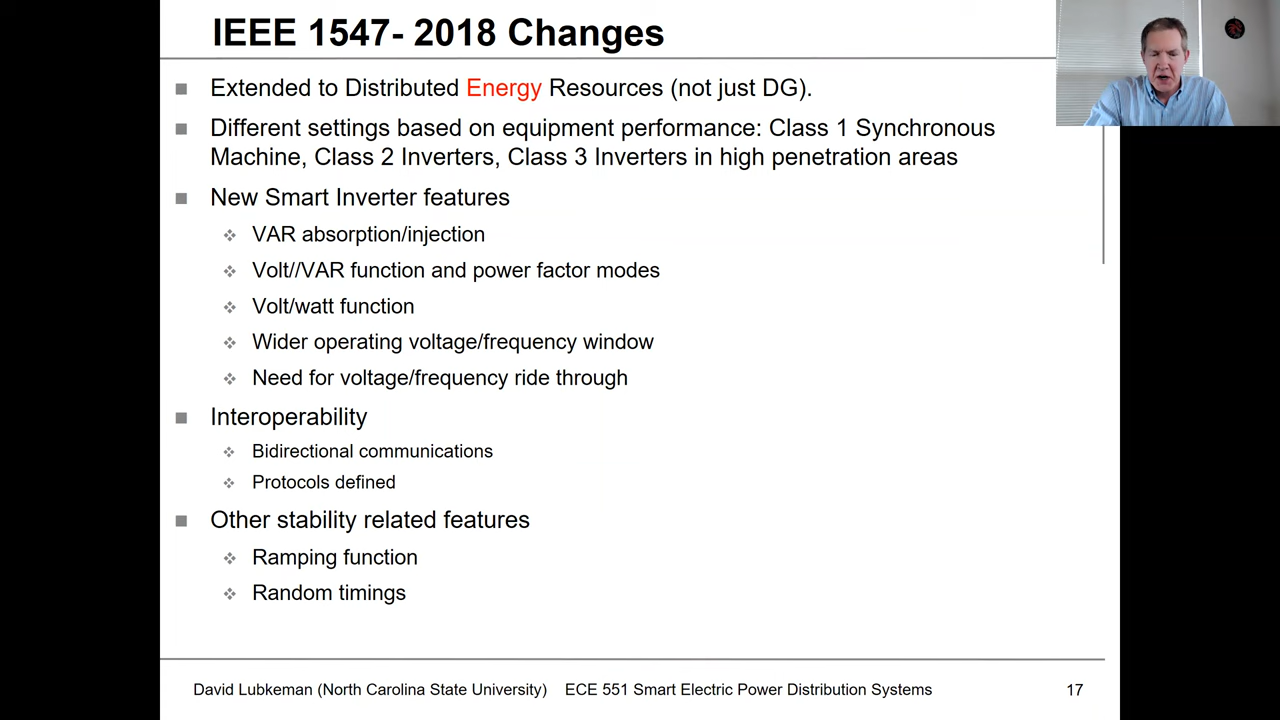 IEEE 1547- 2018 Changes
Extended to Distributed Energy Resources (not just DG).
Different settings based on equipment performance: Class 1 Synchronous
Machine, Class 2 Inverters, Class 3 Inverters in high penetration areas
New Smart Inverter features
VAR absorption/injection
Volt//VAR function and power factor modes
Volt/watt function
Wider operating voltage/frequency window
Need for voltage/frequency ride through
Interoperability
Bidirectional communications
Protocols defined
Other stability related features
Ramping function
Random timings
David Lubkeman (North Carolina State University) ECE 551 Smart Electric Power Distribution Systems 17